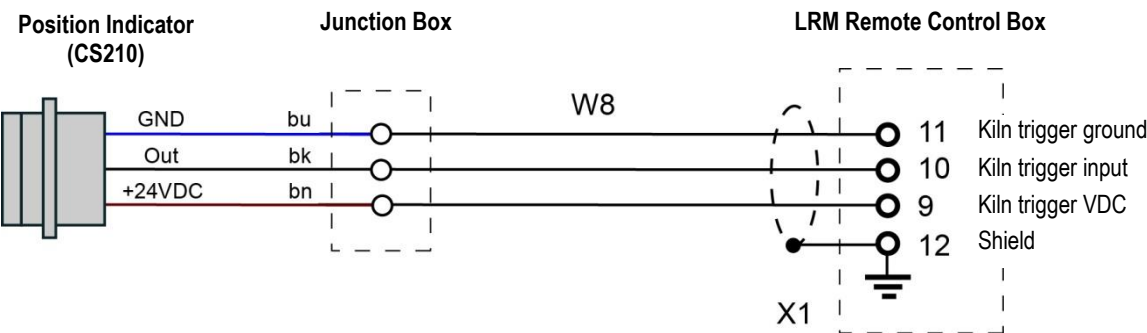 Position Indicator
(CS210)
Junction Box
LRM Remote Control Box
W8
GND bu
11 Kiln trigger ground
Out bk
10 Kiln trigger input
+24VDC bn
9 Kiln trigger VDC
12 Shield
X1